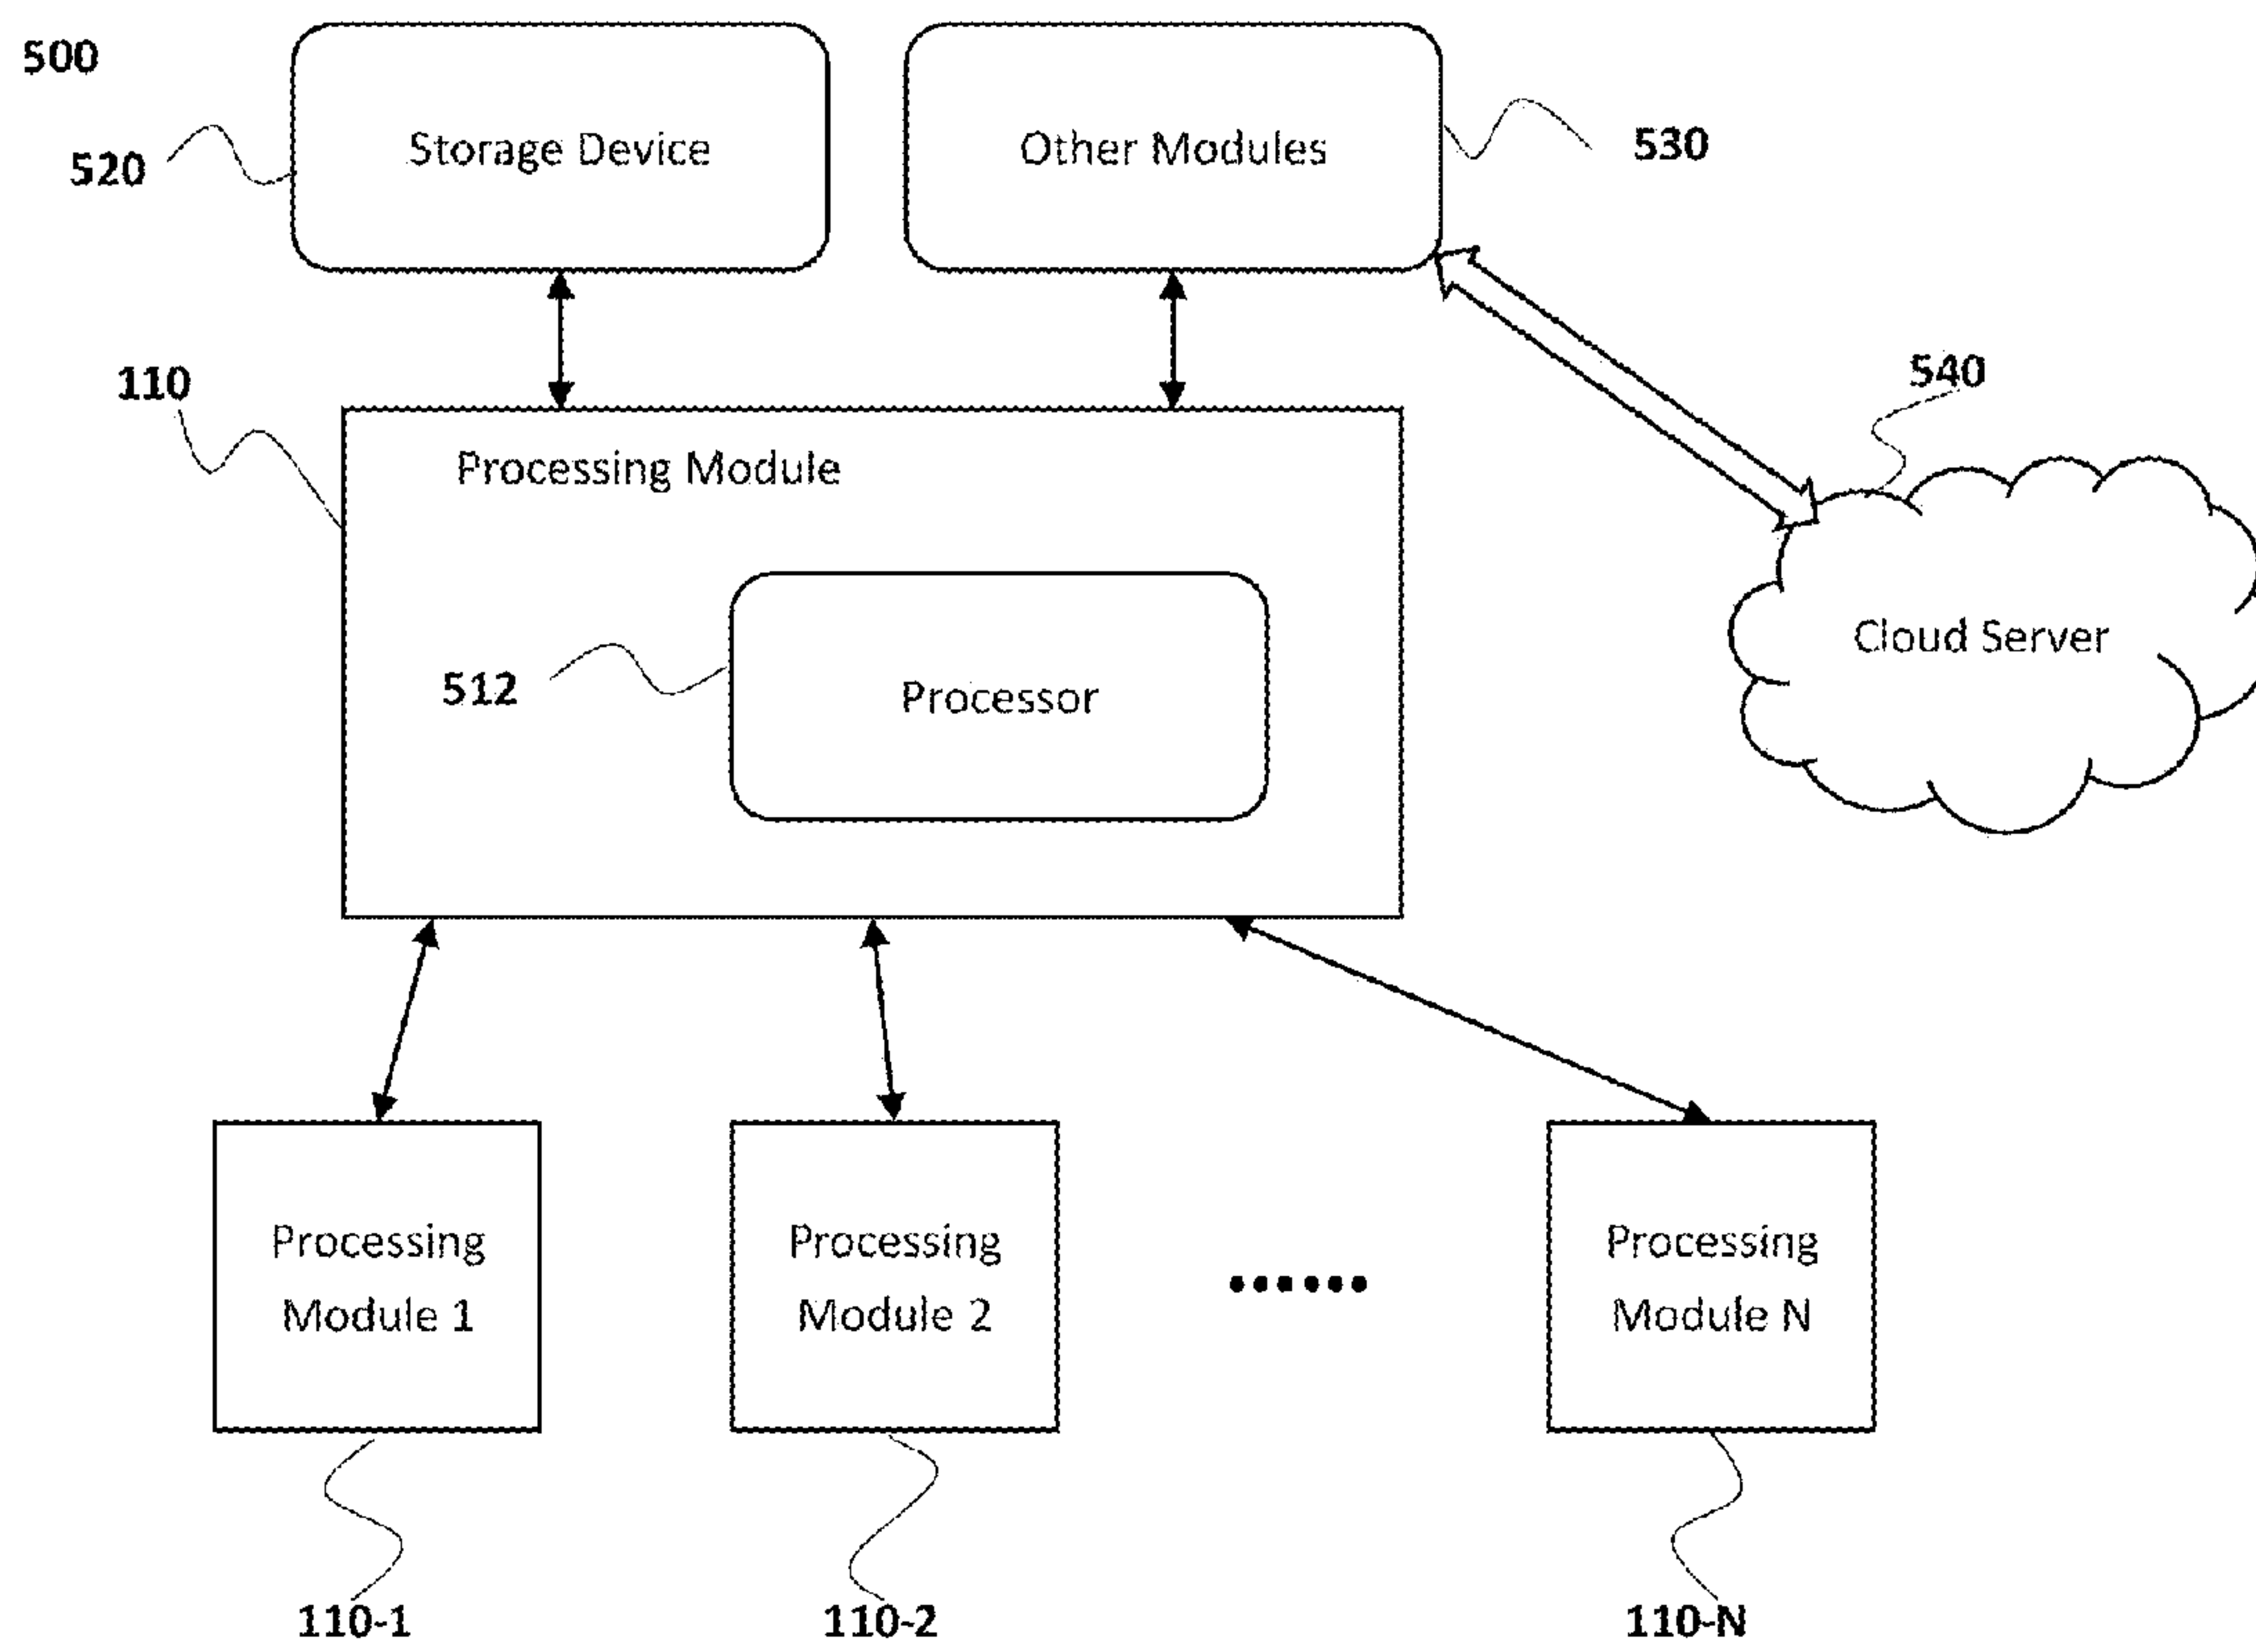 500
Storage Device
Other Modules
520
530
110
540
Processing Module
Cloud Server
512
Processor
Processing
Module 1
Processing
Module 2
......
Processing
Module N
110-1
110-2
110-N